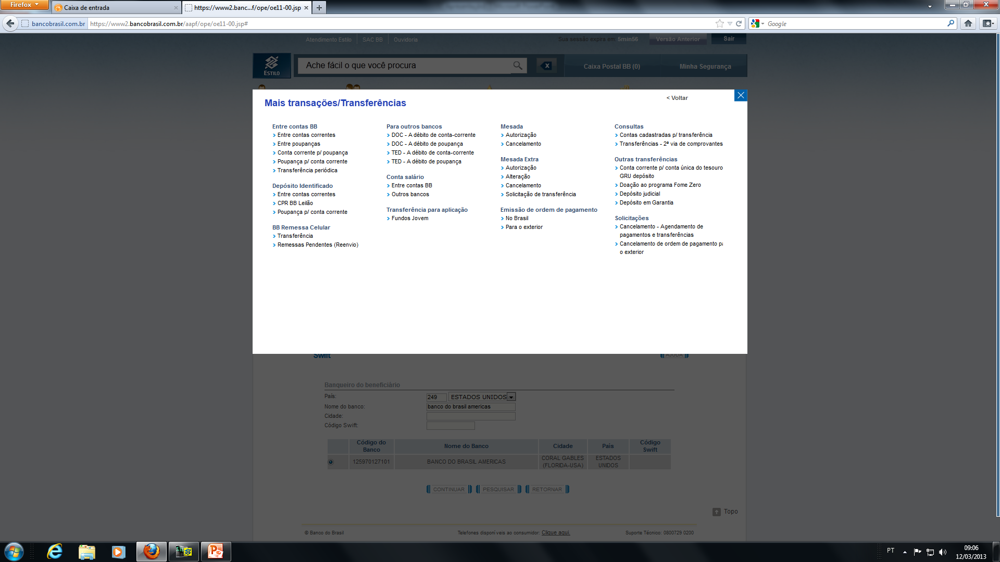 Firefox
Caixa de entrada
https://www2.banc...f/ope/oe11-00.jsp
bancobrasil.com.br
https://www2.bancobrasil.com.br/aapf/ope/oe11-00.jsp#
Google
Atendimento Estilo
SAC BB
Ouvidoria
Sua sessão expira em: 5min56
Versão Anterior
Sair
ESTILO
Ache fácil o que você procura
x
Caixa Postal BB (0)
Minha Segurança
Mais transações/Transferências
< Voltar
Entre contas BB
Entre contas correntes
Entre poupanças
Conta corrente p/ poupança
Poupança p/ conta corrente
Transferência periódica
Depósito Identificado
Entre contas correntes
CPR BB Leilão
Poupança p/ conta corrente
BB Remessa Celular
Transferência
Remessas Pendentes (Reenvio)
Para outros bancos
DOC - A débito de conta-corrente
DOC - A débito de poupança
TED - A débito de conta-corrente
TED - A débito de poupança
Conta salário
Entre contas BB
Outros bancos
Transferência para aplicação
Fundos Jovem
Mesada
Autorização
Cancelamento
Mesada Extra
Autorização
Alteração
Cancelamento
Solicitação de transferência
Emissão de ordem de pagamento
No Brasil
Para o exterior
Consultas
Contas cadastradas p/ transferência
Transferências - 2ª via de comprovantes
Outras transferências
Conta corrente p/ conta única do tesouro
GRU depósito
Doação ao programa Fome Zero
Depósito judicial
Depósito em Garantia
Solicitações
Cancelamento - Agendamento de
pagamentos e transferências
Cancelamento de ordem de pagamento pa
o exterior
Swift
AJUDA
Banqueiro do beneficiário
País:
249
ESTADOS UNIDOS
Nome do banco:
banco do brasil americas
Cidade:
Código Swift:
Código do Banco
Nome do Banco
Cidade
País
Código Swift
125970127101
BANCO DO BRASIL AMERICAS
CORAL GABLES (FLORIDA-USA)
ESTADOS UNIDOS
CONTINUAR
PESQUISAR
RETORNAR
Topo
© Banco do Brasil
Telefones disponíveis ao consumidor: Clique aqui.
Suporte Técnico: 0800729 0200
PT
09:06
12/03/2013